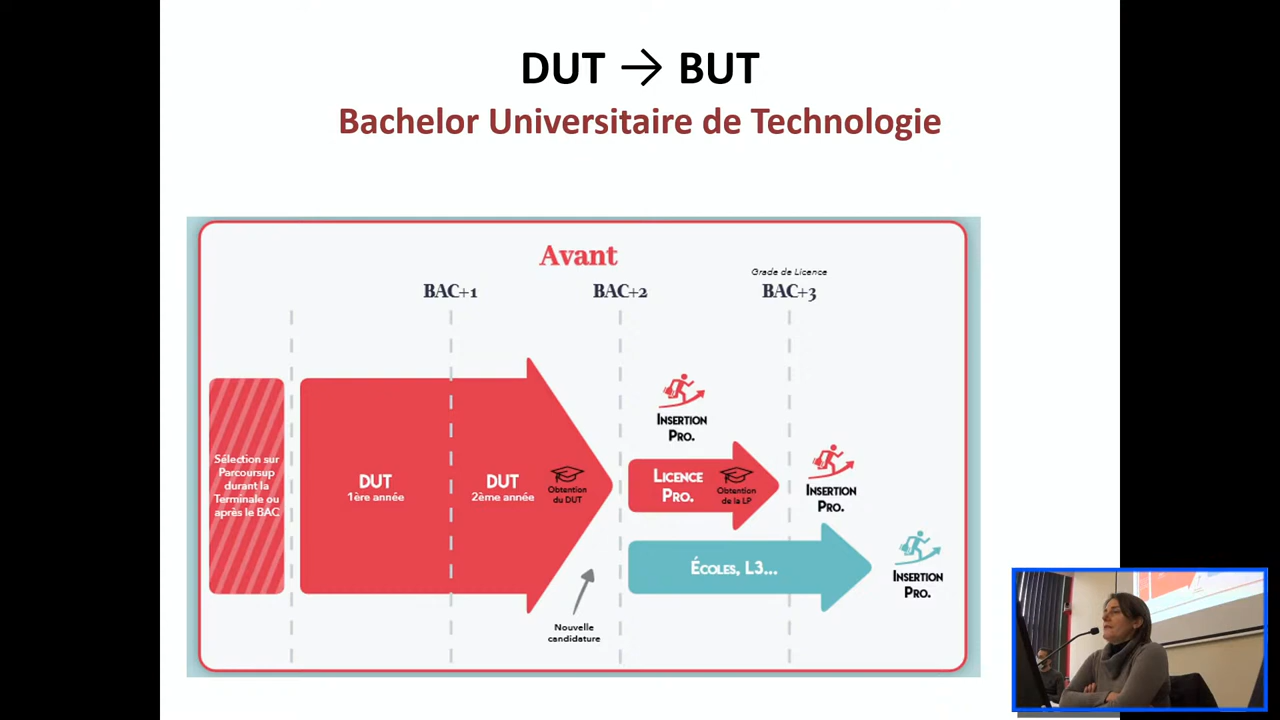 DUT → BUT
Bachelor Universitaire de Technologie
Avant
Grade de Licence
BAC+1
BAC+2
BAC+3
Sélection sur
Parcoursup
durant la
Terminale ou
après le BAC
DUT
1ère année
DUT
2ème année
Obtention
du DUT
Nouvelle
candidature
Insertion
Pro.
Licence
Pro.
Obtention
de la LP
Insertion
Pro.
Écoles, L3...
Insertion
Pro.